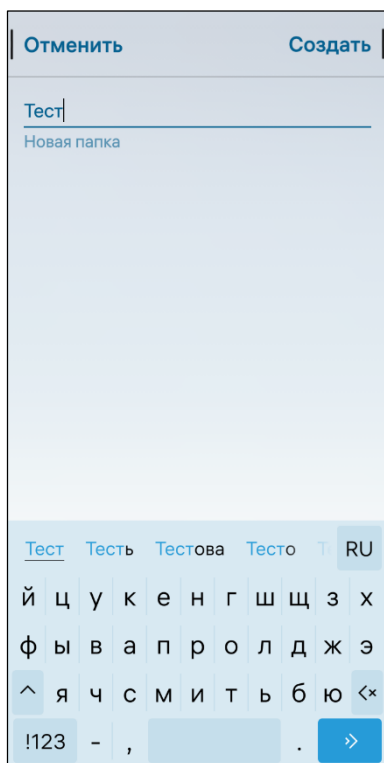 Отменить Создать
Тест
Новая папка
Тест Тесть Тестова Тесто RU
й ц у к е н г ш щ з х
ф ы в а п р о л д ж э
я ч с м и т ь б ю
!123 - , .